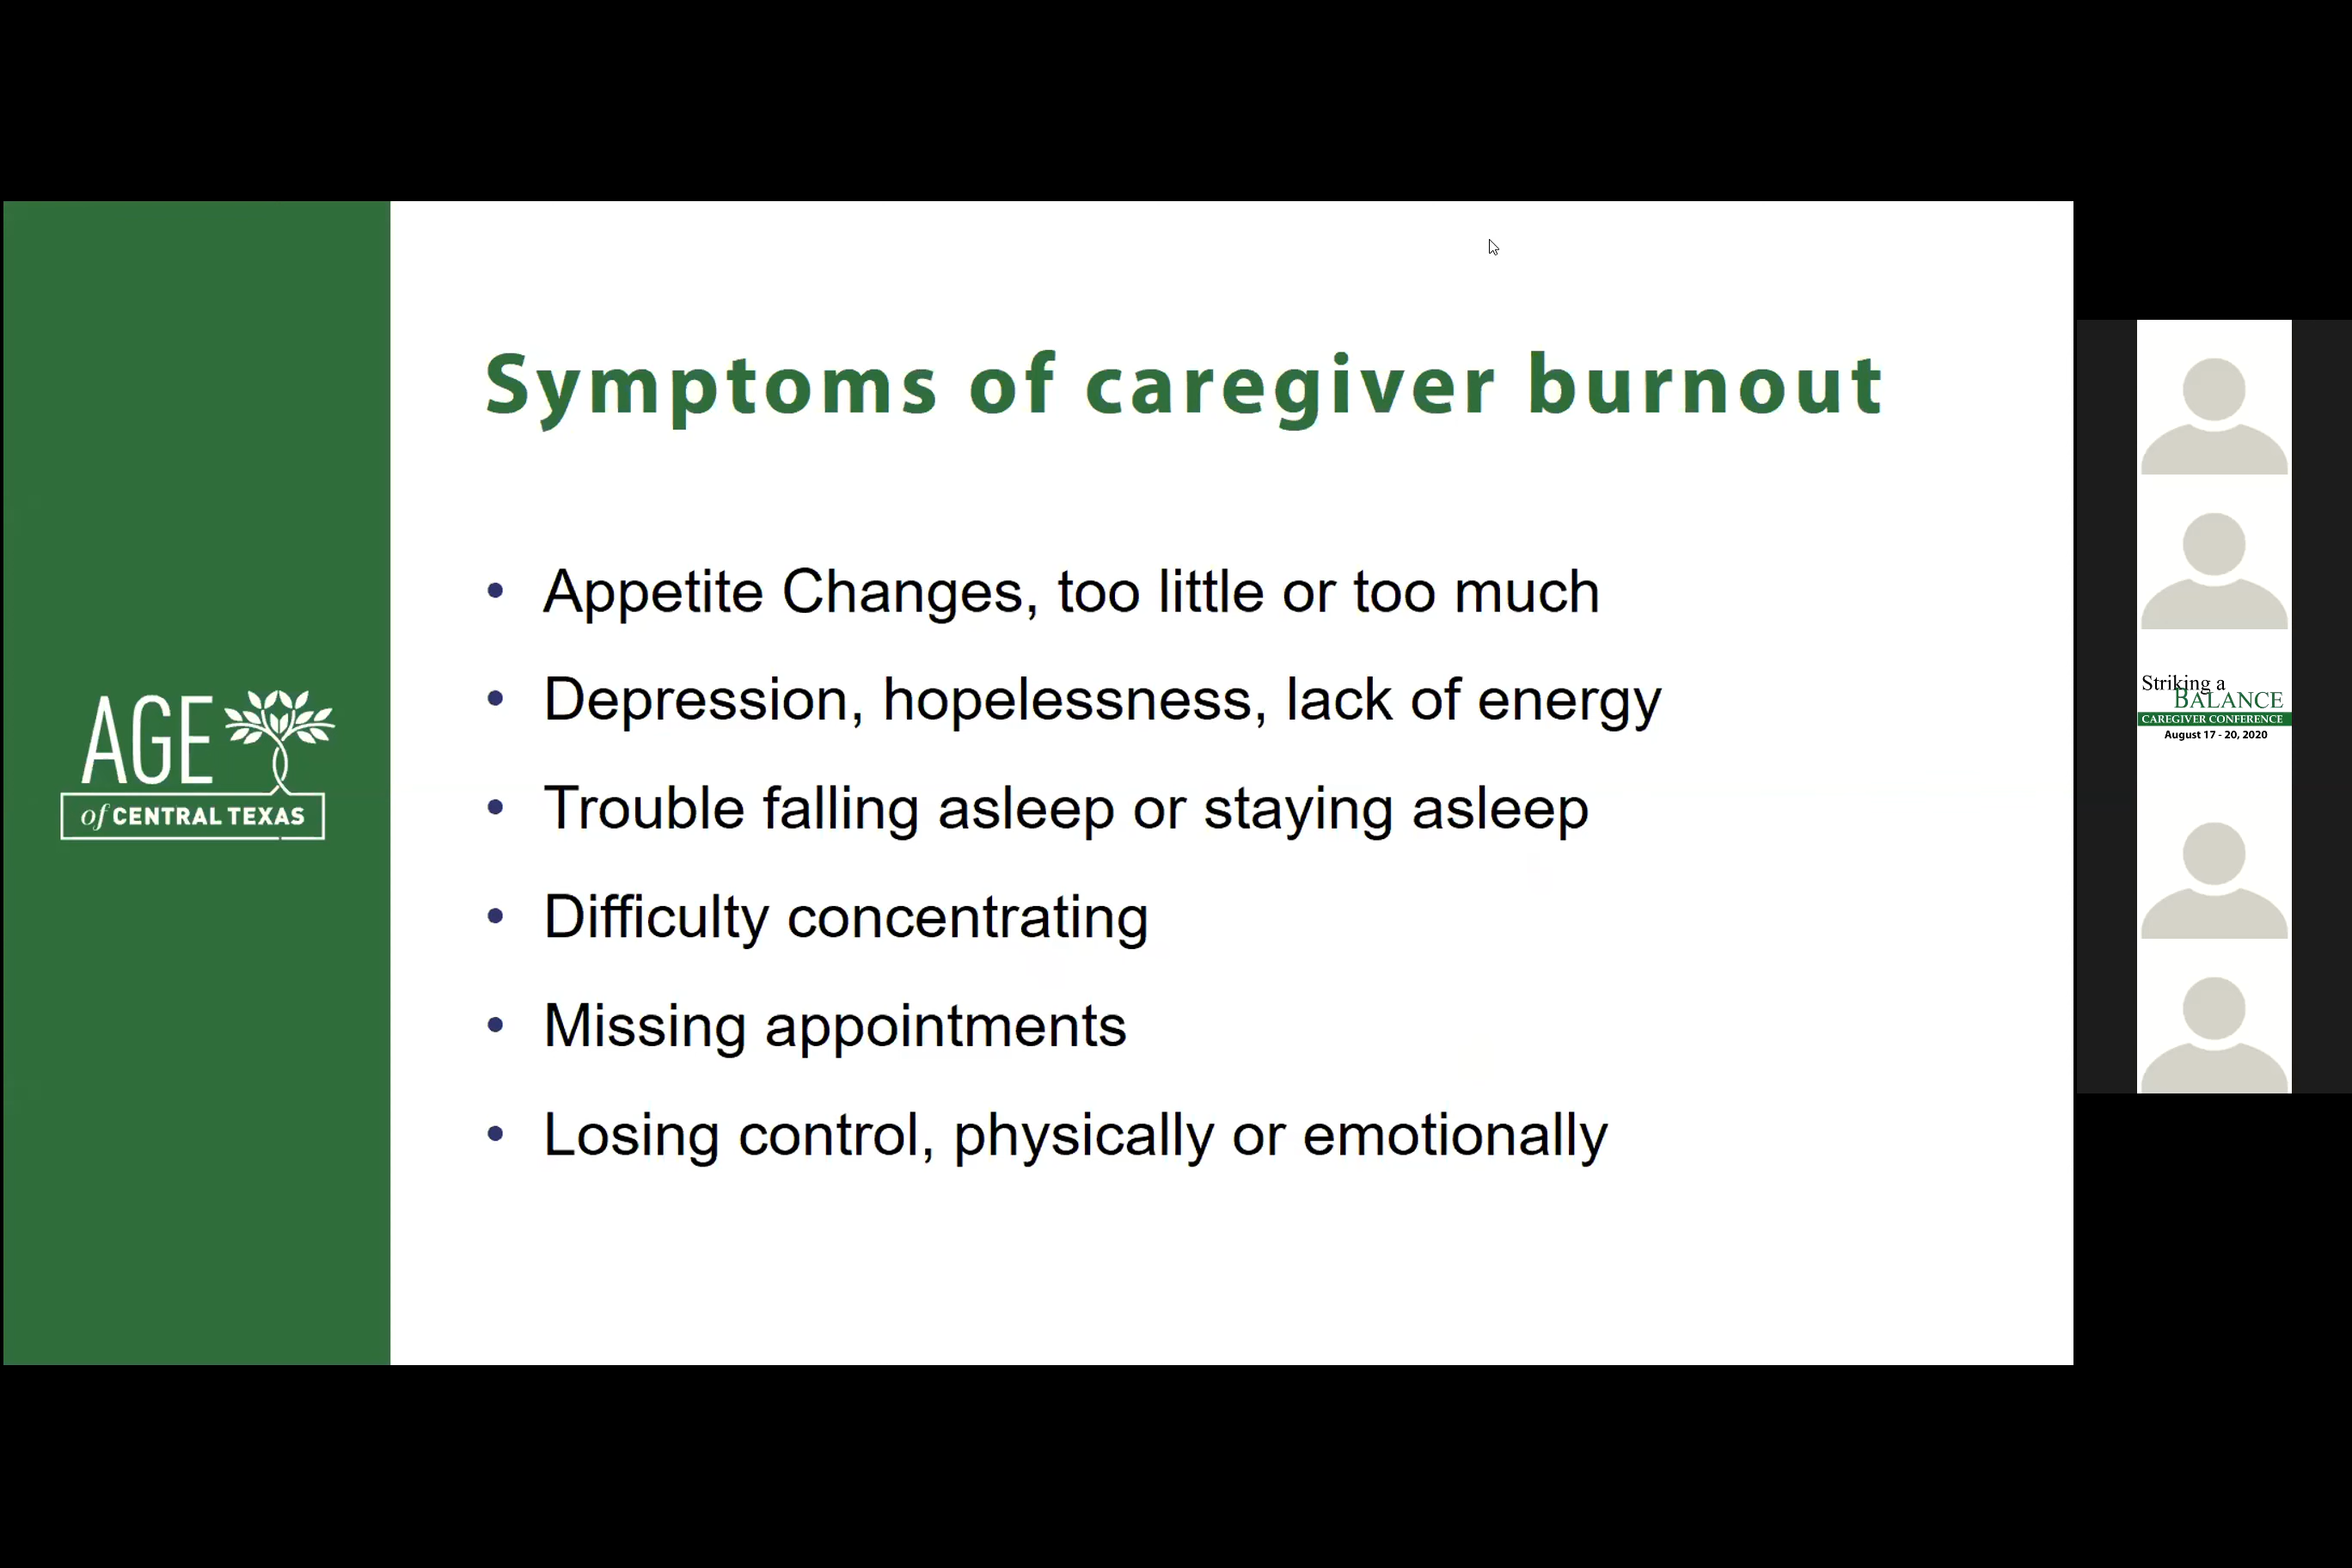 Symptoms of caregiver burnout
• Appetite Changes, too little or too much
• Depression, hopelessness, lack of energy
• Trouble falling asleep or staying asleep
• Difficulty concentrating
• Missing appointments
• Losing control, physically or emotionally
AGE
of CENTRAL TEXAS
Striking a
BALANCE
CAREGIVER CONFERENCE
August 17 - 20, 2020